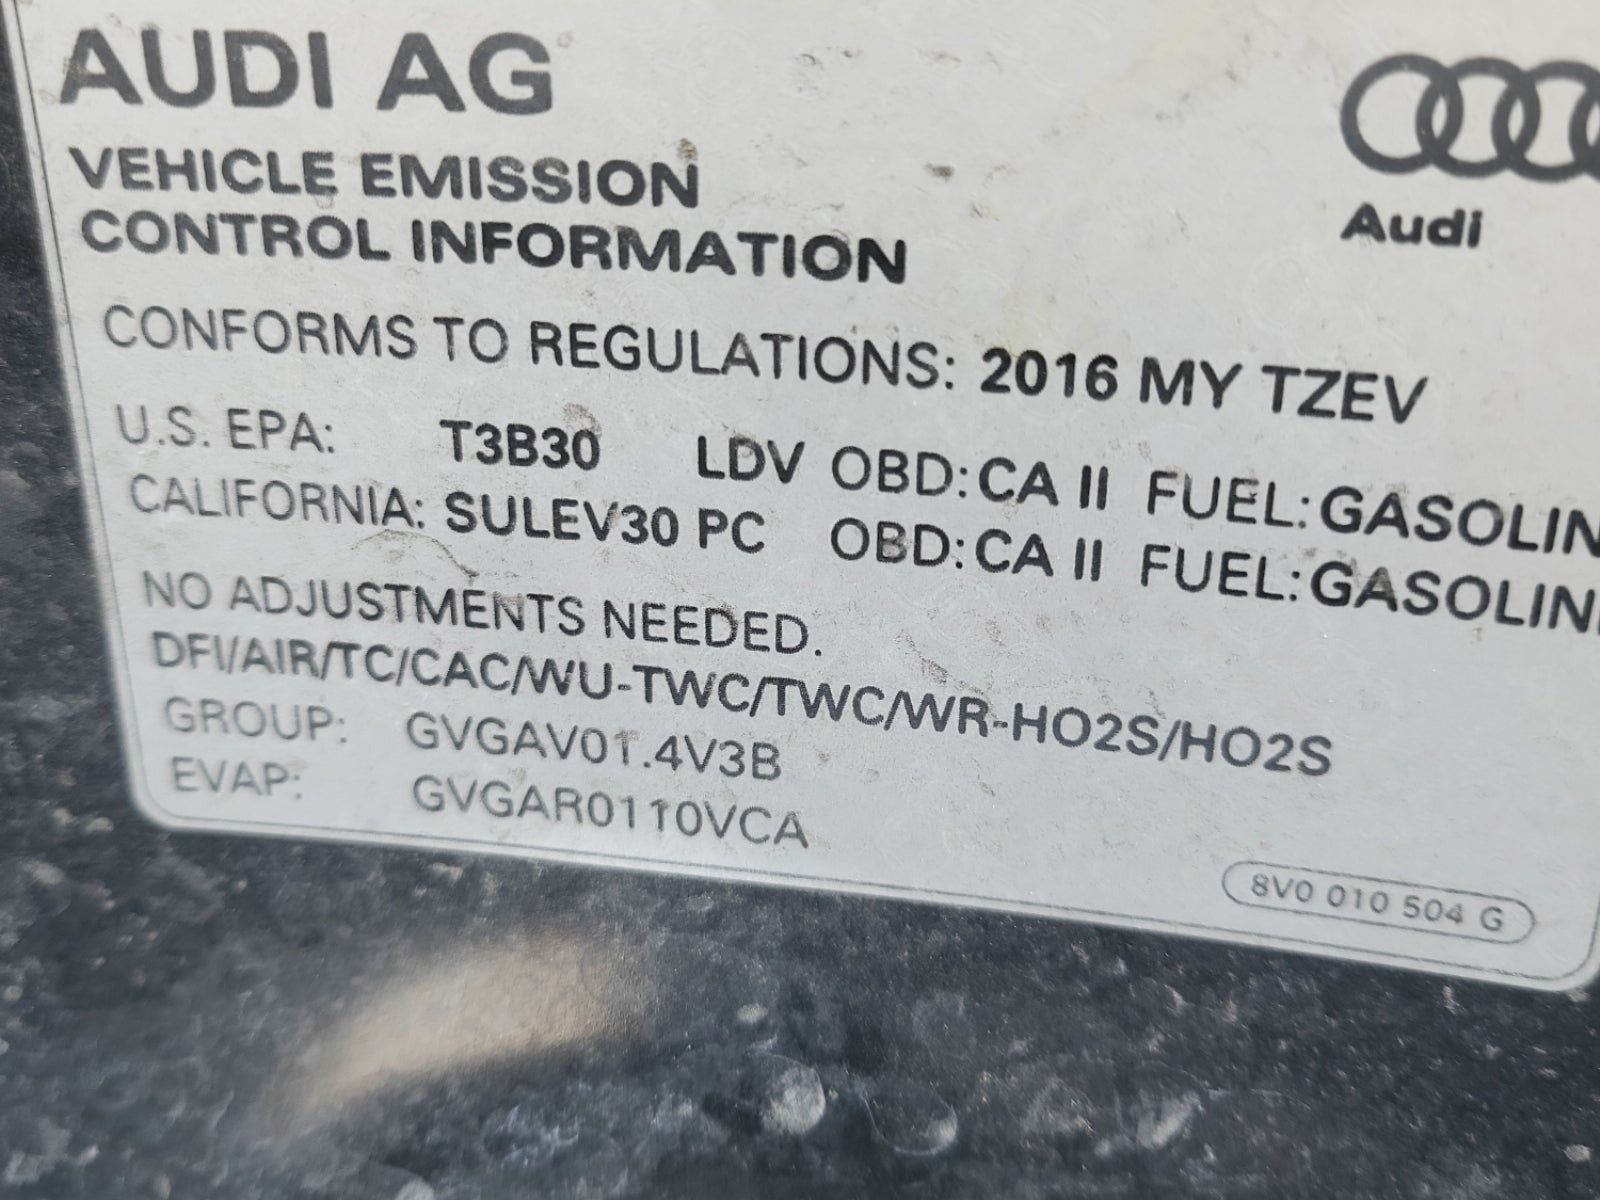 AUDI AG
Audi
VEHICLE EMISSION
CONTROL INFORMATION
CONFORMS TO REGULATIONS: 2016 MY TZEV
U.S. EPA: T3B30 LDV OBD: CA II FUEL: GASOLIN
CALIFORNIA: SULEV30 PC OBD: CA II FUEL: GASOLIN
NO ADJUSTMENTS NEEDED.
DFI/AIR/TC/CAC/WU-TWC/TWC/WR-HO2S/HO2S
GROUP: GVGAV01.4V3B
EVAP: GVGAR0110VCA
8V0 010 504 G